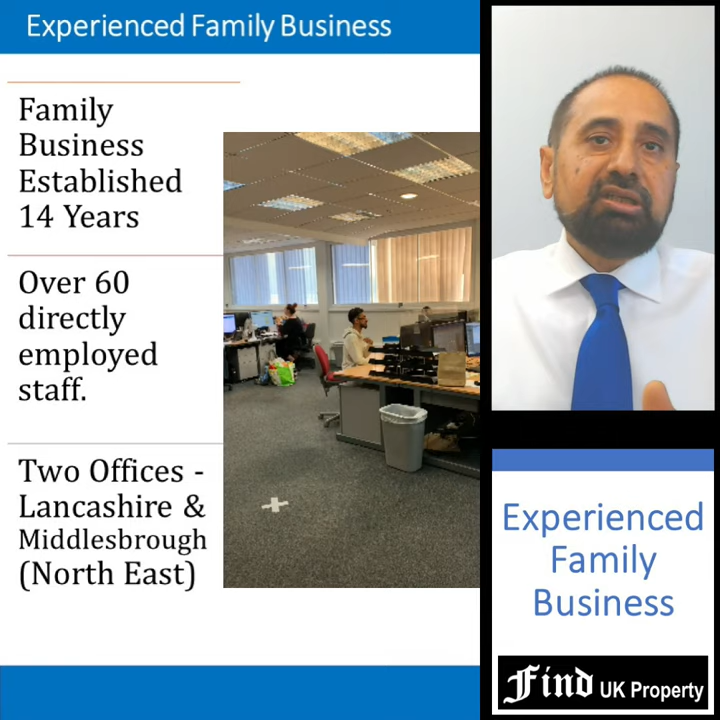 Experienced Family Business
Family
Business
Established
14 Years
Over 60
directly
employed
staff.
Two Offices -
Lancashire &
Middlesbrough
(North East)
Experienced
Family
Business
Find UK Property